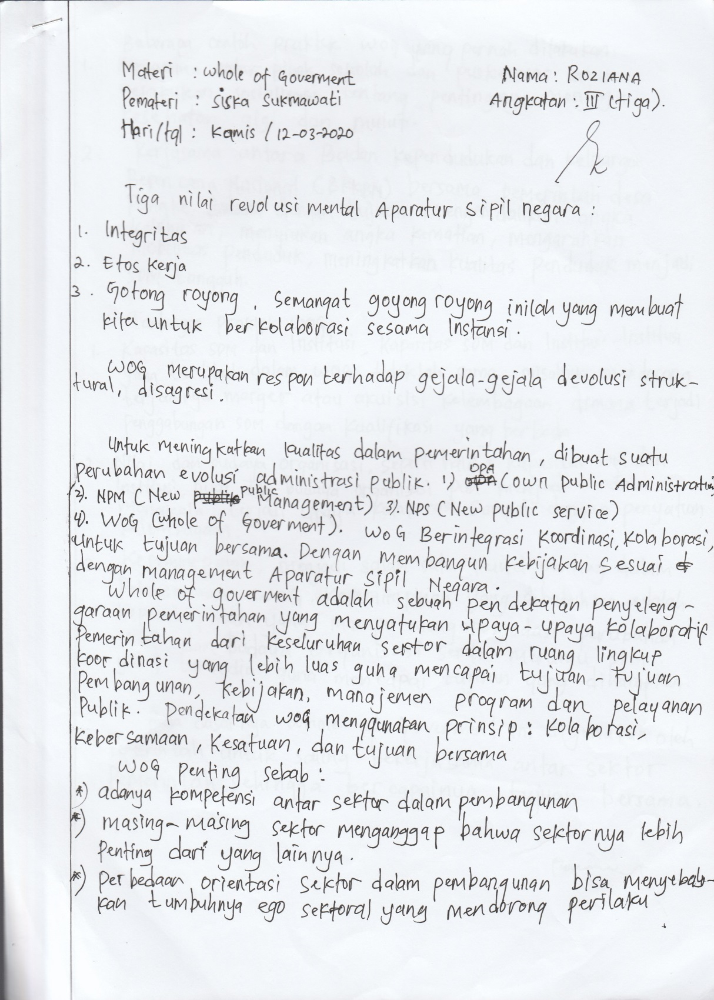 Materi : Whole of Goverment
Nama : ROZIANA
Pemateri : Siska Sukmawati
Angkatan : III (tiga).
Hari/tgl : Kamis / 12-03-2020
Tiga nilai revolusi mental Aparatur Sipil negara :
1. Integritas
2. Etos Kerja
3. Gotong royong, Semangat goyong royong inilah yang membuat
kita untuk berkolaborasi sesama Instansi.
WOG merupakan respon terhadap gejala-gejala devolusi struk-
tural, disagresi.
Untuk meningkatkan kualitas dalam pemerintahan, dibuat suatu
perubahan evolusi administrasi publik. 1) OPA (Own public Administrati
2). NPM (New public Management) 3). NPS (New public service)
4). WOG (whole of Goverment). WOG Berintegrasi Koordinasi, kolaborasi,
untuk tujuan bersama. Dengan membangun kebijakan sesuai
dengan management Aparatur Sipil Negara.
Whole of goverment adalah sebuah pendekatan penyeleng-
garaan pemerintahan yang menyatukan upaya-upaya kolaboratif
Pemerintahan dari keseluruhan sektor dalam ruang lingkup
koordinasi yang lebih luas guna mencapai tujuan-tujuan
Pembangunan, kebijakan, manajemen program dan pelayanan
Publik. Pendekatan WOG menggunakan prinsip : Kolaborasi,
kebersamaan, Kesatuan, dan tujuan bersama
WOG penting sebab :
*) adanya kompetensi antar sektor dalam pembangunan
*) masing-masing sektor menganggap bahwa sektornya lebih
Penting dari yang lainnya.
*) Perbedaan orientasi sektor dalam pembangunan bisa menyebab-
kan tumbuhnya ego sektoral yang mendorong perilaku